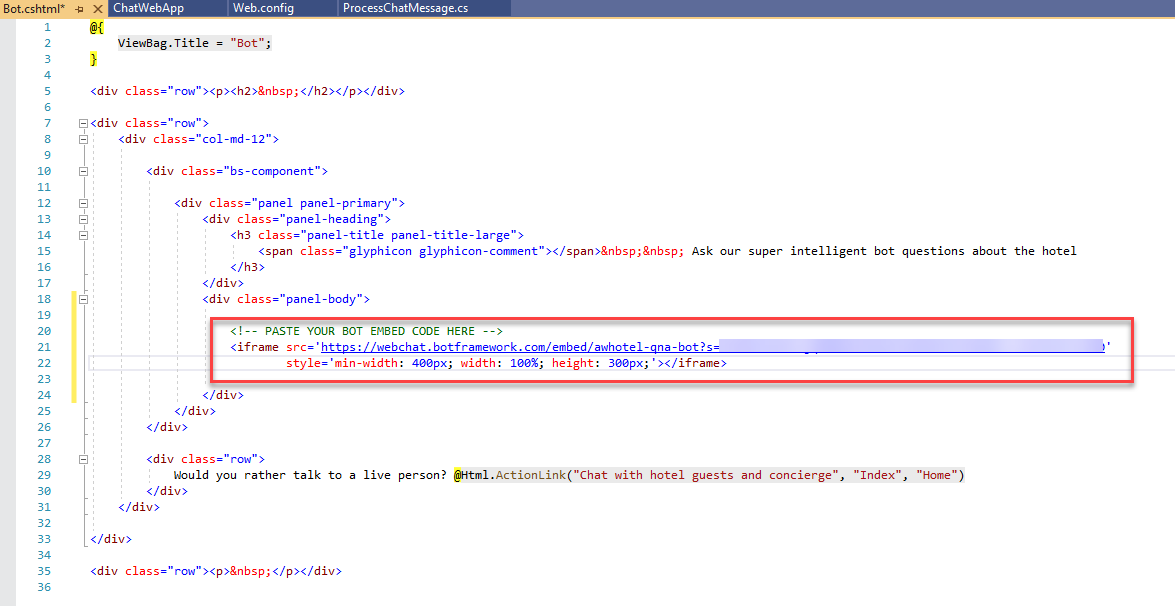 Bot.cshtml* ChatWebApp Web.config ProcessChatMessage.cs
1 @{
2 ViewBag.Title = "Bot";
3 }
4
5 <div class="row"><p><h2>&nbsp;</h2></p></div>
6
7 <div class="row">
8 <div class="col-md-12">
9
10 <div class="bs-component">
11
12 <div class="panel panel-primary">
13 <div class="panel-heading">
14 <h3 class="panel-title panel-title-large">
15 <span class="glyphicon glyphicon-comment"></span>&nbsp;&nbsp; Ask our super intelligent bot questions about the hotel
16 </h3>
17 </div>
18 <div class="panel-body">
19
20 <!-- PASTE YOUR BOT EMBED CODE HERE -->
21 <iframe src='https://webchat.botframework.com/embed/awhotel-qna-bot?s='
22 style='min-width: 400px; width: 100%; height: 300px;'></iframe>
23
24 </div>
25 </div>
26 </div>
27
28 <div class="row">
29 Would you rather talk to a live person? @Html.ActionLink("Chat with hotel guests and concierge", "Index", "Home")
30 </div>
31 </div>
32
33 </div>
34
35 <div class="row"><p>&nbsp;</p></div>
36